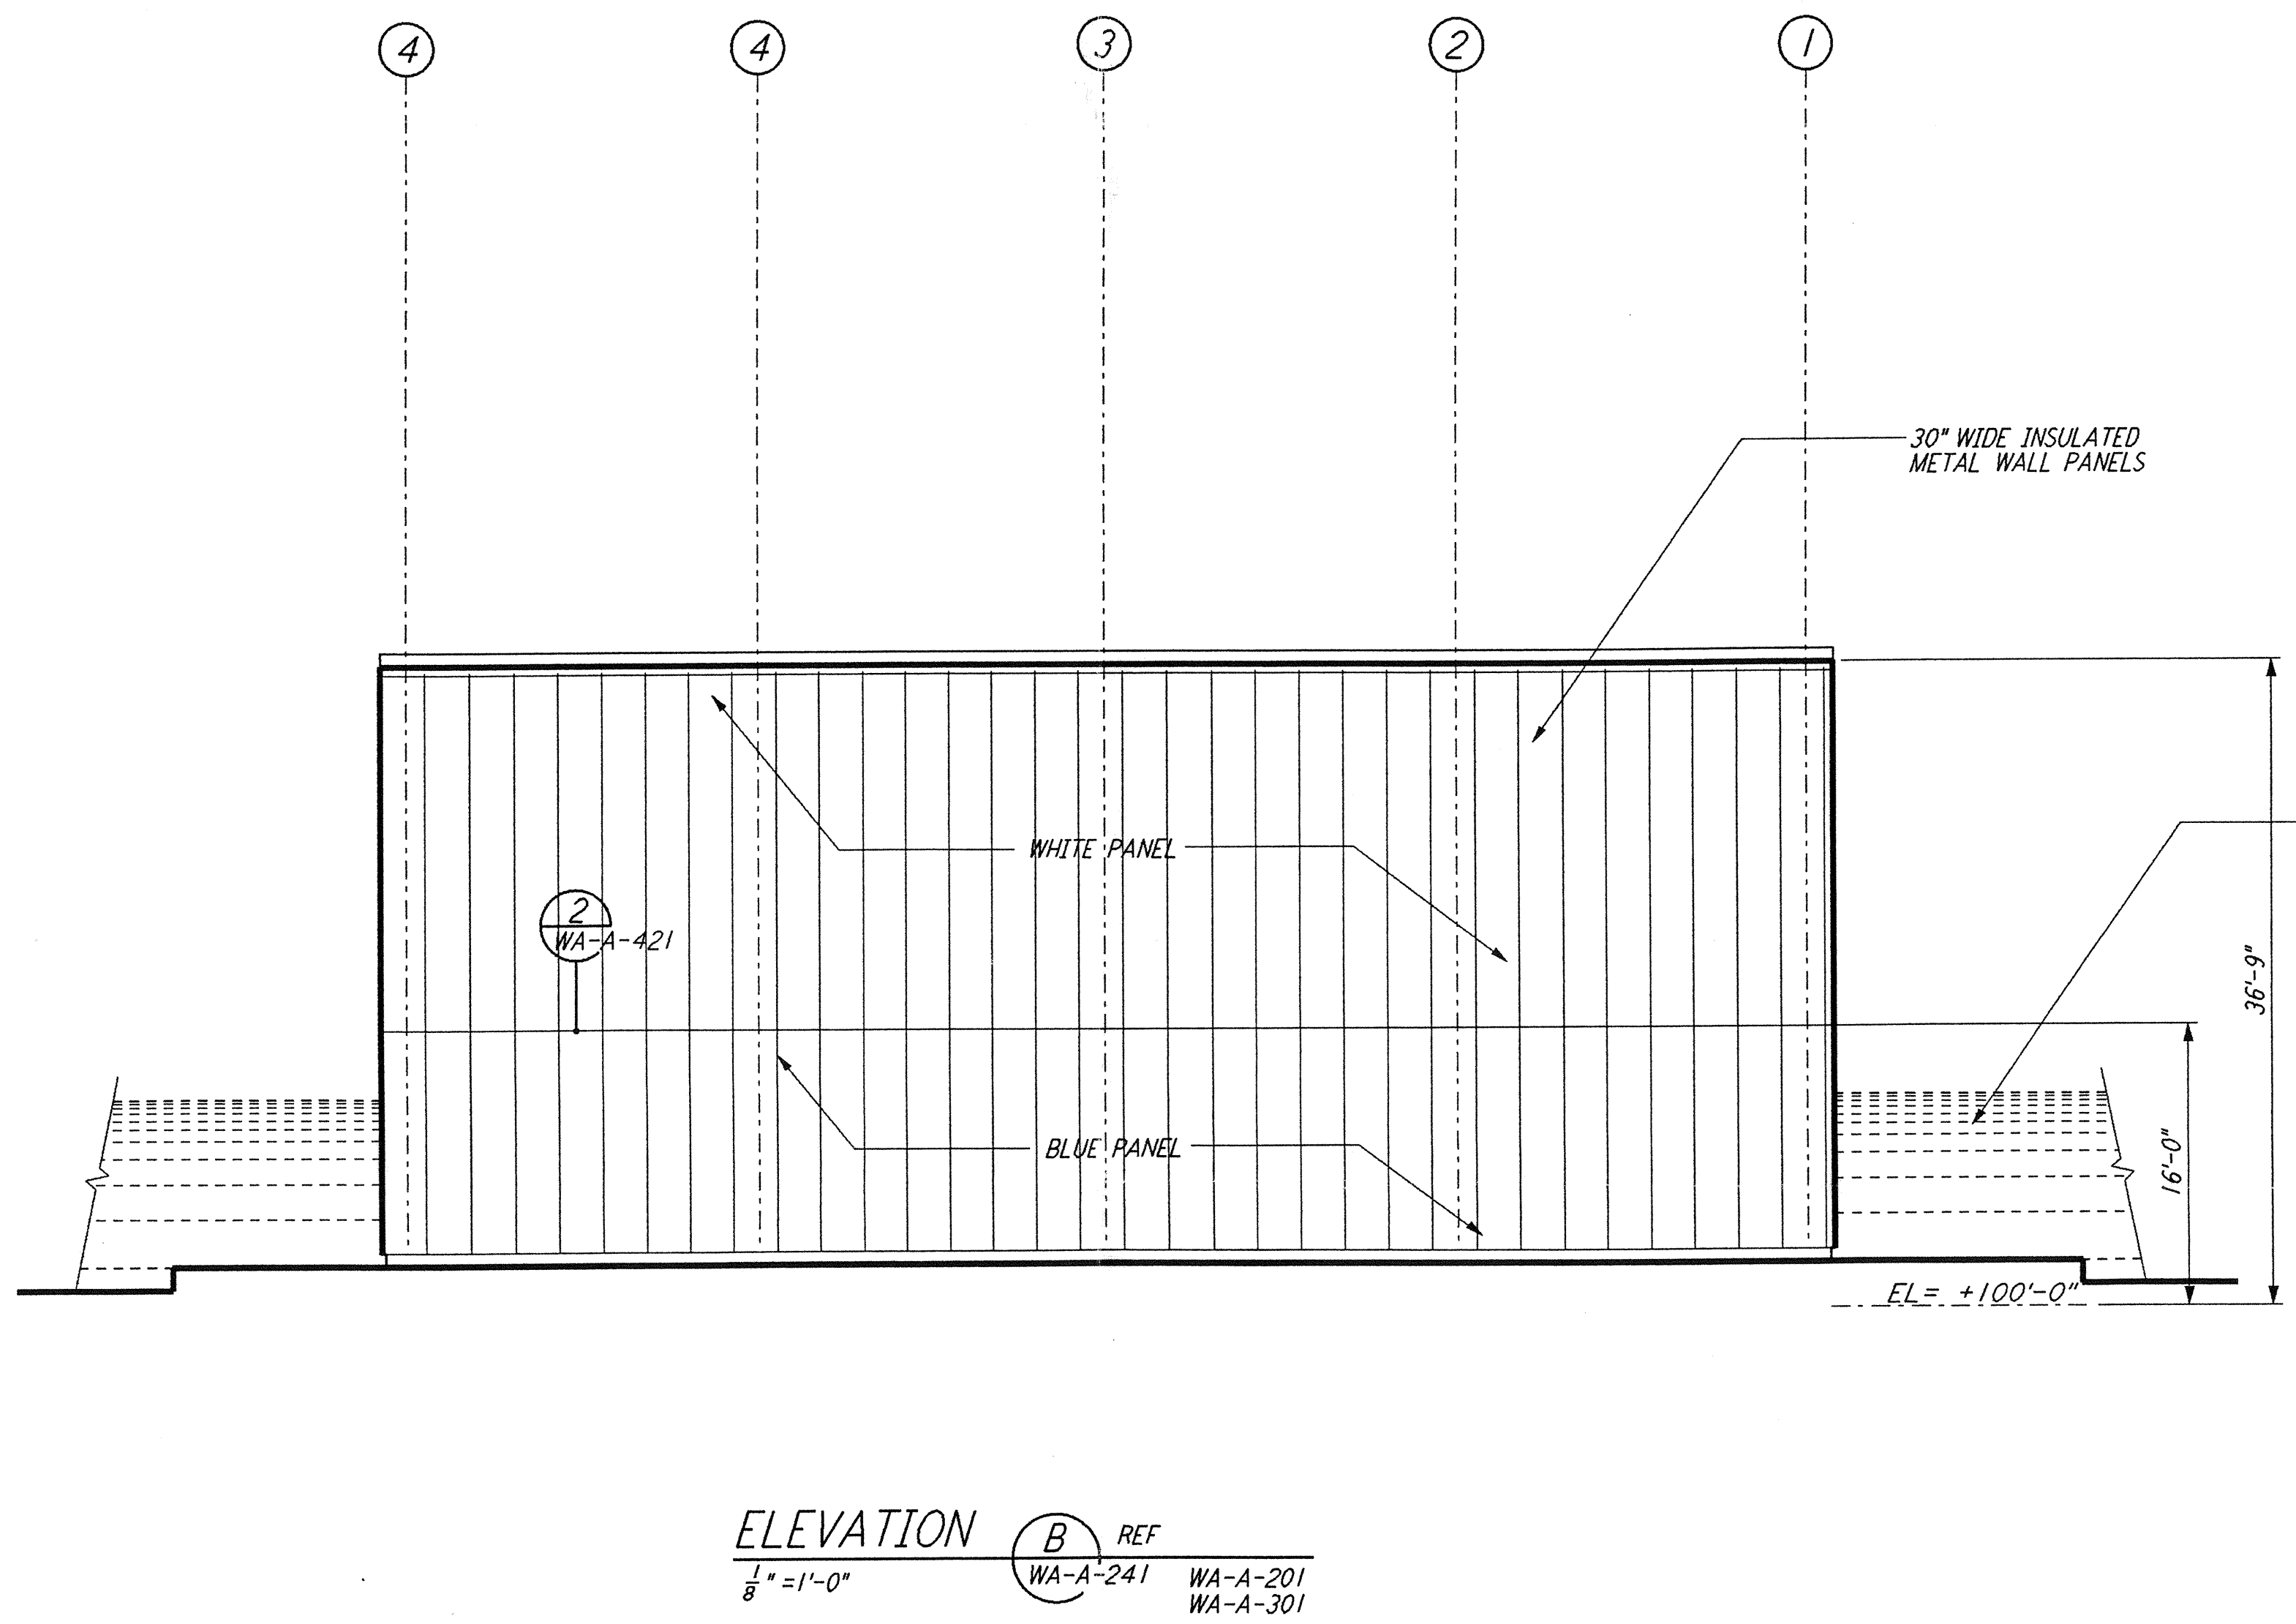 4 4 3 2 1
30" WIDE INSULATED
METAL WALL PANELS
WHITE PANEL
2
WA-A-421
36'-9"
16'-0"
BLUE PANEL
EL= +100'-0"
ELEVATION B REF
1/8"=1'-0" WA-A-241 WA-A-201
WA-A-301